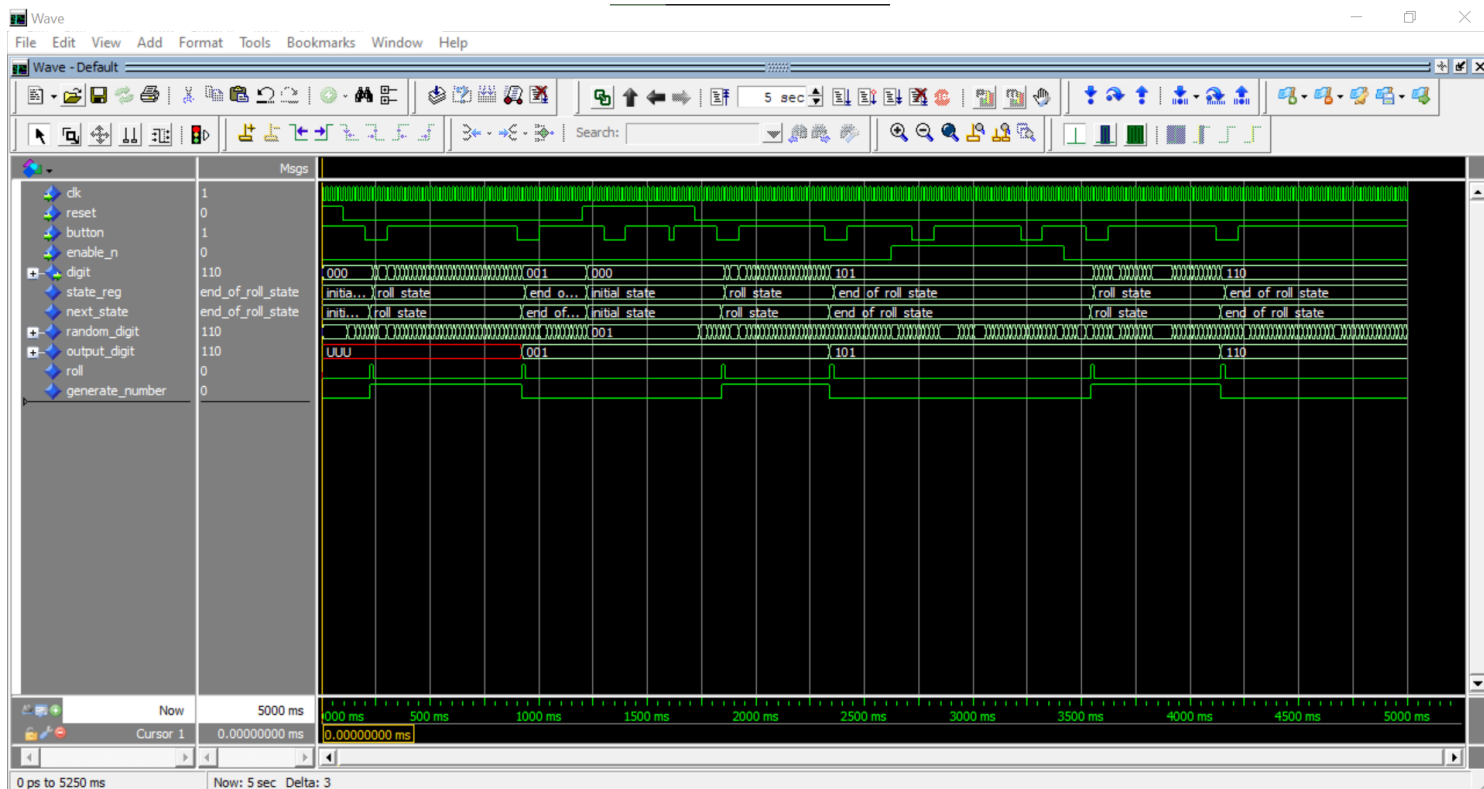 Wave
File Edit View Add Format Tools Bookmarks Window Help
Wave - Default
5 sec
Search:
Msgs
clk 1
reset 0
button 1
enable_n 0
digit 110 000 001 000 101 110
state_reg end_of_roll_state initia... roll state end o... initial state roll state end of roll state roll state end of roll state
next_state end_of_roll_state initi... roll state end of... initial state roll state end of roll state roll state end of roll state
random_digit 110 001
output_digit 110 UUU 001 101 110
roll 0
generate_number 0
Now 5000 ms 000 ms 500 ms 1000 ms 1500 ms 2000 ms 2500 ms 3000 ms 3500 ms 4000 ms 4500 ms 5000 ms
Cursor 1 0.00000000 ms 0.00000000 ms
0 ps to 5250 ms Now: 5 sec Delta: 3